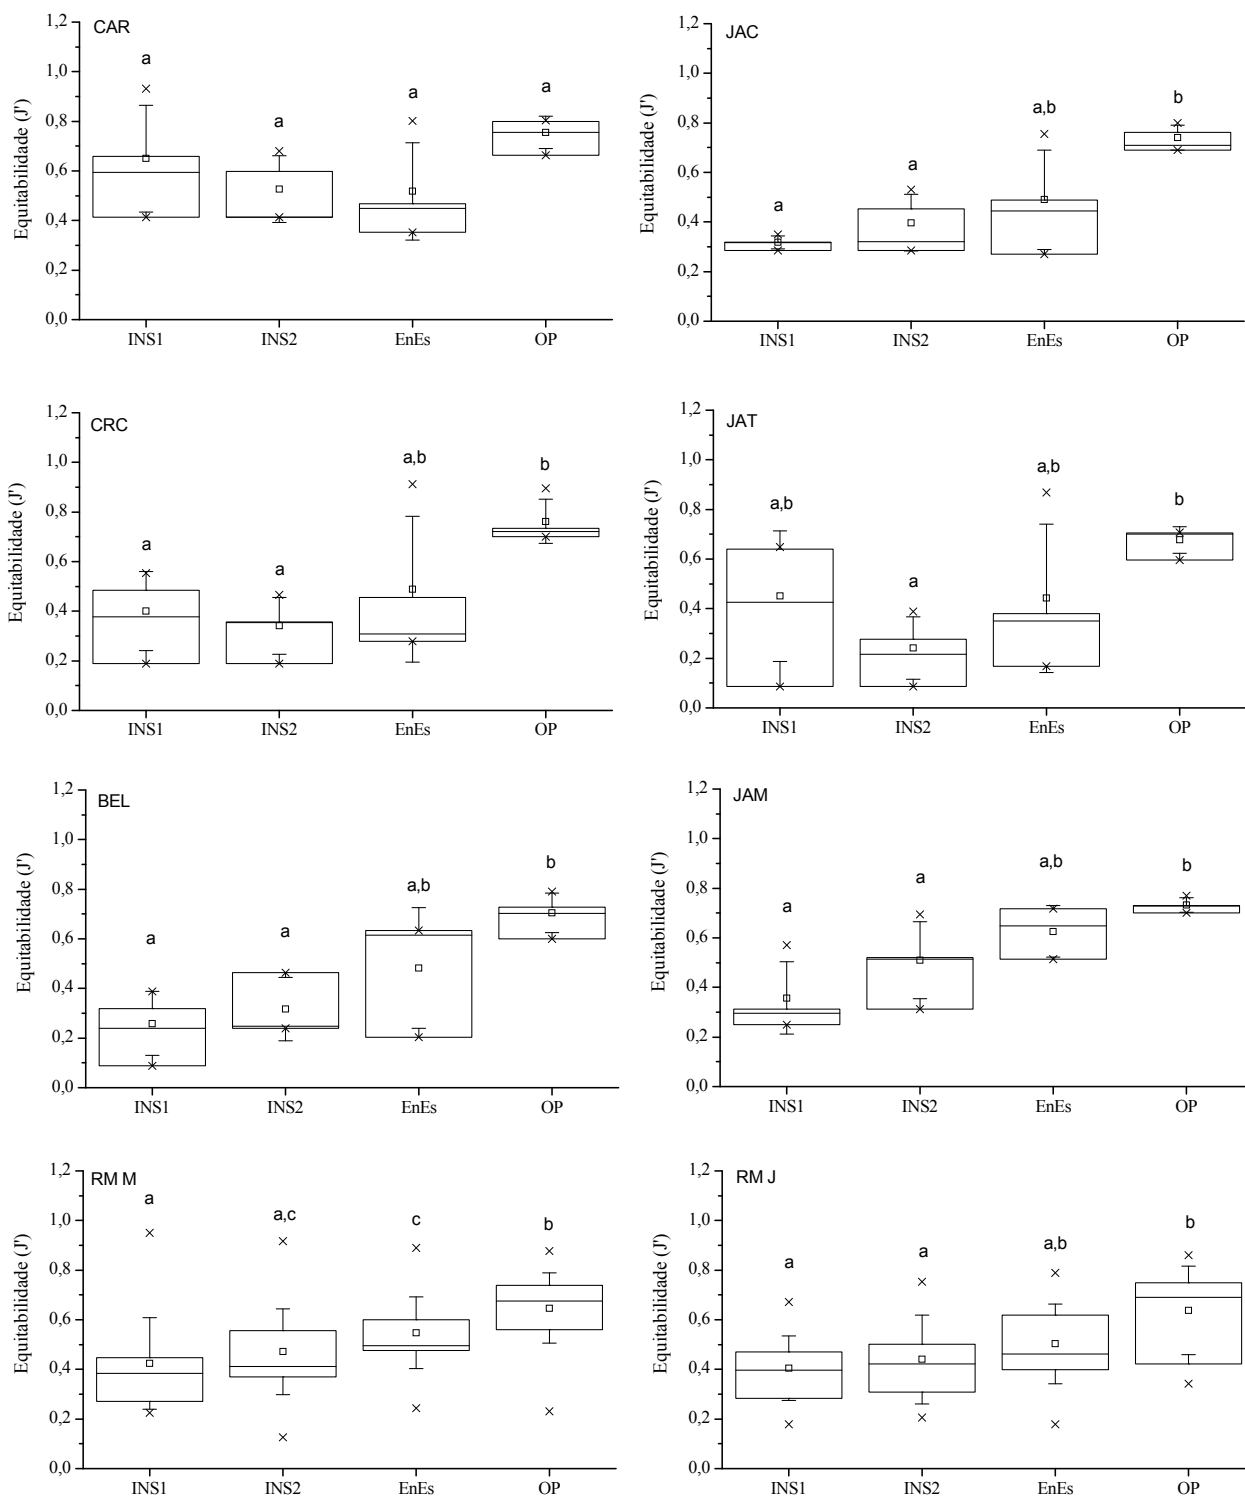 CAR
a
a
a
a
Equitabilidade (J')
1,2
1,0
0,8
0,6
0,4
0,2
0,0
INS1 INS2 EnEs OP
JAC
a
a
a,b
b
Equitabilidade (J')
1,2
1,0
0,8
0,6
0,4
0,2
0,0
INS1 INS2 EnEs OP
CRC
a
a
a,b
b
Equitabilidade (J')
1,2
1,0
0,8
0,6
0,4
0,2
0,0
INS1 INS2 EnEs OP
JAT
a,b
a
a,b
b
Equitabilidade (J')
1,2
1,0
0,8
0,6
0,4
0,2
0,0
INS1 INS2 EnEs OP
BEL
a
a
a,b
b
Equitabilidade (J')
1,2
1,0
0,8
0,6
0,4
0,2
0,0
INS1 INS2 EnEs OP
JAM
a
a
a,b
b
Equitabilidade (J')
1,2
1,0
0,8
0,6
0,4
0,2
0,0
INS1 INS2 EnEs OP
RM M
a
a,c
c
b
Equitabilidade (J')
1,2
1,0
0,8
0,6
0,4
0,2
0,0
INS1 INS2 EnEs OP
RM J
a
a
a,b
b
Equitabilidade (J')
1,2
1,0
0,8
0,6
0,4
0,2
0,0
INS1 INS2 EnEs OP